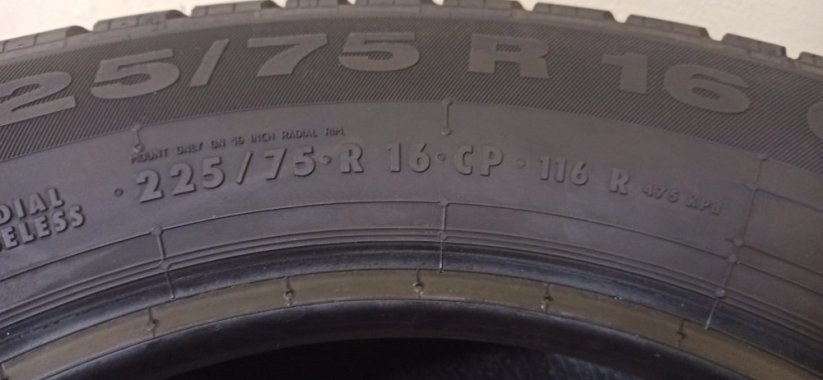 25/75 R 16 C
MOUNT ONLY ON 16 INCH RADIAL RIM
225/75·R 16·CP·116 R 475 KPa
DIAL
ELESS